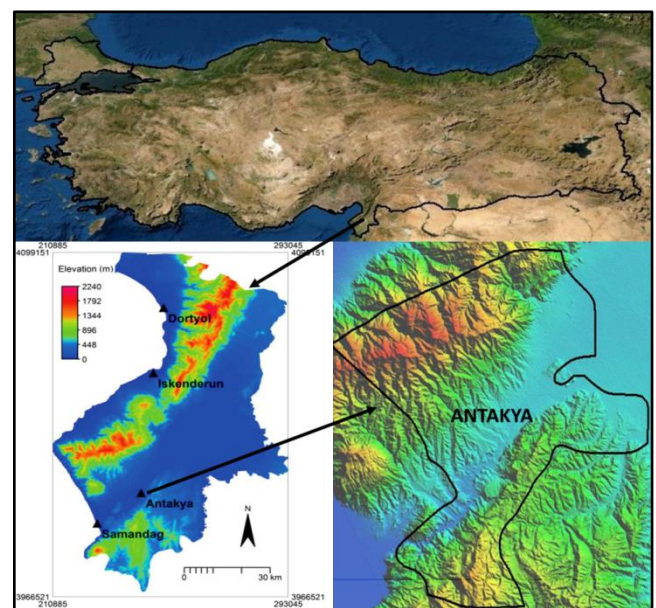 210885 293045
4099151 4099151
Elevation (m)
2240
1792
1344
896
448
0
Dortyol
Iskenderun
ANTAKYA
Antakya
Samandag
N
0 30 km
3966521 3966521
210885 293045